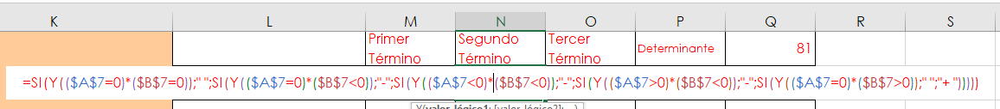 K L M N O P Q R S
Primer Término Segundo Término Tercer Término Determinante 81
=SI(Y(($A$7=0)*($B$7=0));" ";SI(Y(($A$7=0)*($B$7<0));"-";SI(Y(($A$7<0)*($B$7<0));"-";SI(Y(($A$7>0)*($B$7<0));"-";SI(Y(($A$7=0)*($B$7>0));" ";"+ ")))))
Y(valor_lógico1; [valor_lógico2]; ...)